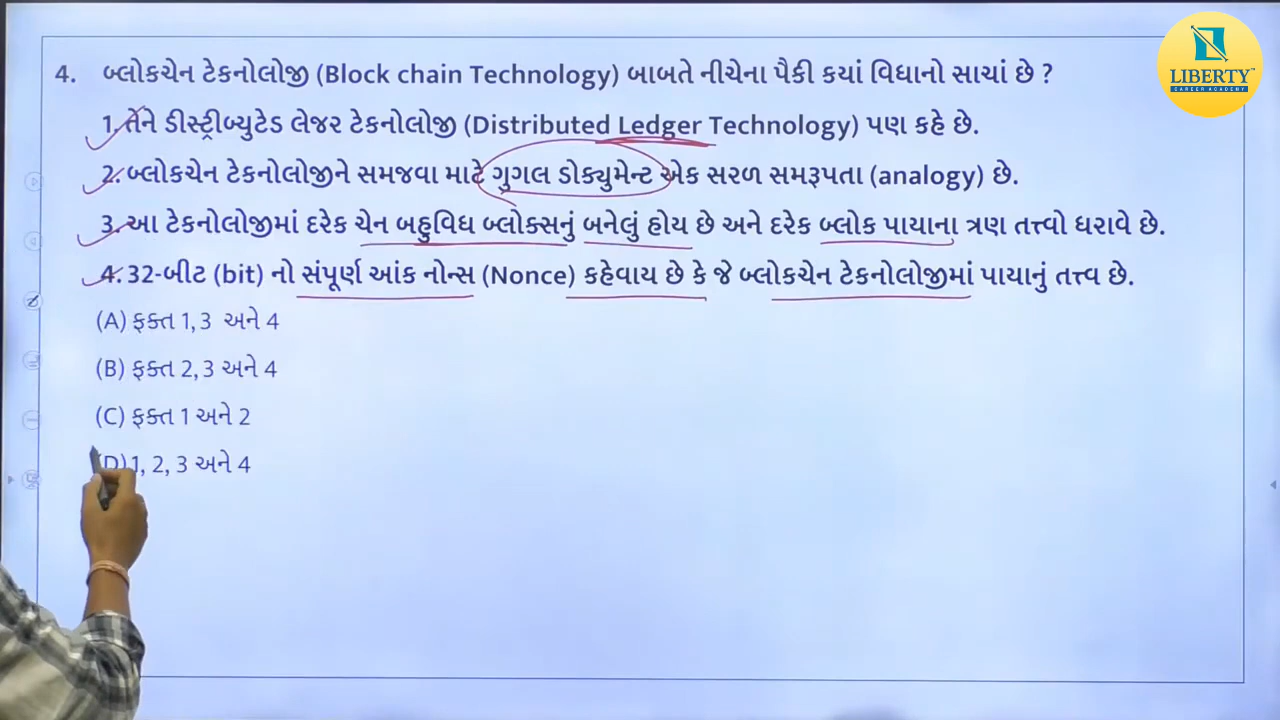 LIBERTY
CAREER ACADEMY
4. બ્લોકચેન ટેકનોલોજી (Block chain Technology) બાબતે નીચેના પૈકી કયાં વિધાનો સાચાં છે ?
1. તેને ડીસ્ટ્રીબ્યુટેડ લેજર ટેકનોલોજી (Distributed Ledger Technology) પણ કહે છે.
2. બ્લોકચેન ટેકનોલોજીને સમજવા માટે ગુગલ ડોક્યુમેન્ટ એક સરળ સમરૂપતા (analogy) છે.
3. આ ટેકનોલોજીમાં દરેક ચેન બહુવિધ બ્લોક્સનું બનેલું હોય છે અને દરેક બ્લોક પાયાના ત્રણ તત્ત્વો ધરાવે છે.
4. 32-બીટ (bit) નો સંપૂર્ણ આંક નોન્સ (Nonce) કહેવાય છે કે જે બ્લોકચેન ટેકનોલોજીમાં પાયાનું તત્ત્વ છે.
(A) ફક્ત 1,3 અને 4
(B) ફક્ત 2, 3 અને 4
(C) ફક્ત 1 અને 2
(D) 1, 2, 3 અને 4